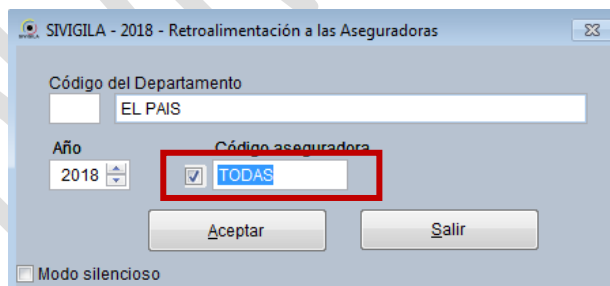 SIVIGILA - 2018 - Retroalimentación a las Aseguradoras
Código del Departamento
EL PAIS
Año Código aseguradora
2018 TODAS
Aceptar Salir
Modo silencioso